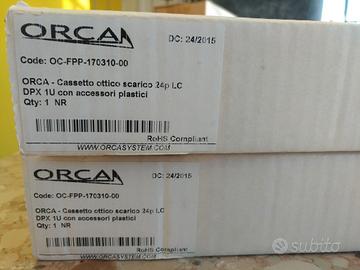 ORCA
DC: 24/2015
Code: OC-FPP-170310-00
ORCA - Cassetto ottico scarico 24p LC
DPX 1U con accessori plastici
Qty: 1 NR
RoHS Compliant
WWW.ORCASYSTEM.COM
ORCA
DC: 24/2015
Code: OC-FPP-170310-00
ORCA - Cassetto ottico scarico 24p LC
DPX 1U con accessori plastici
Qty: 1 NR
RoHS Compliant
WWW.ORCASYSTEM.COM
subito